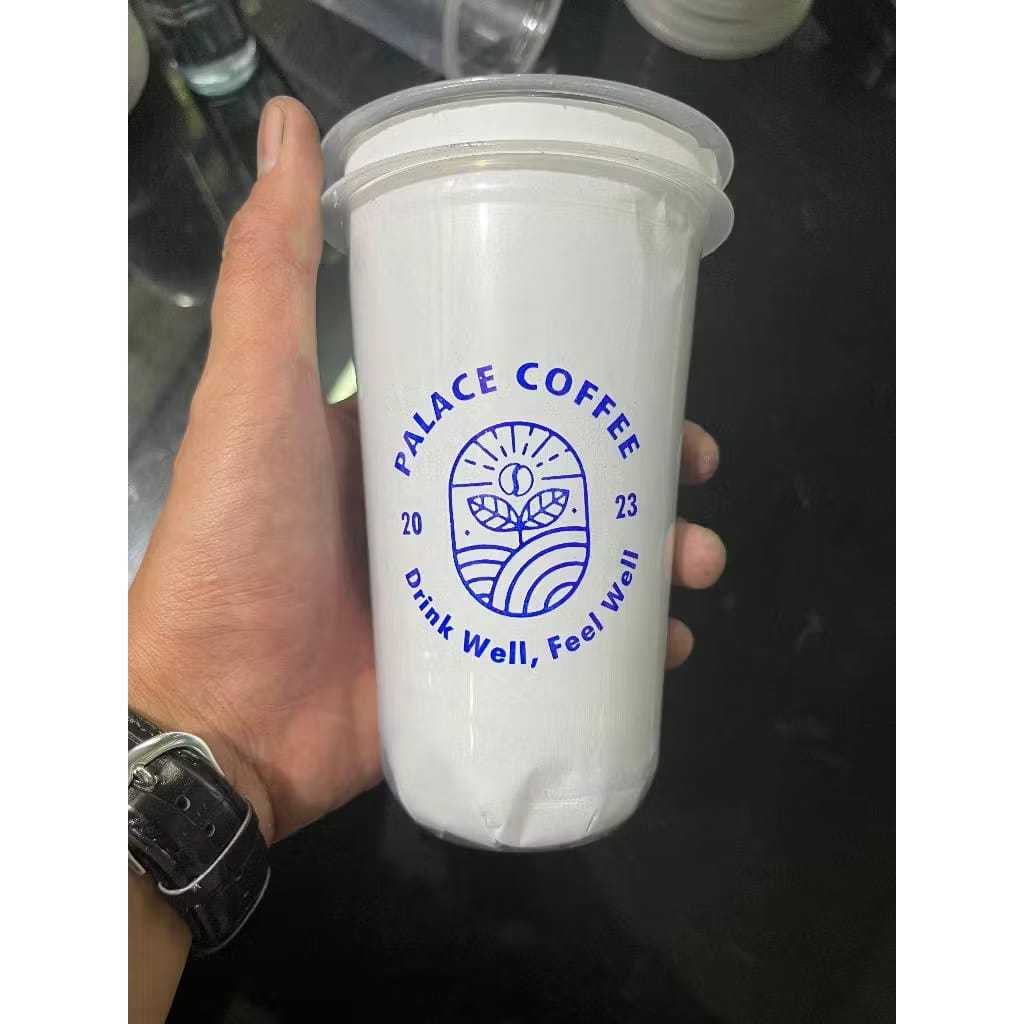 PALACE COFFEE
20 23
Drink Well, Feel Well